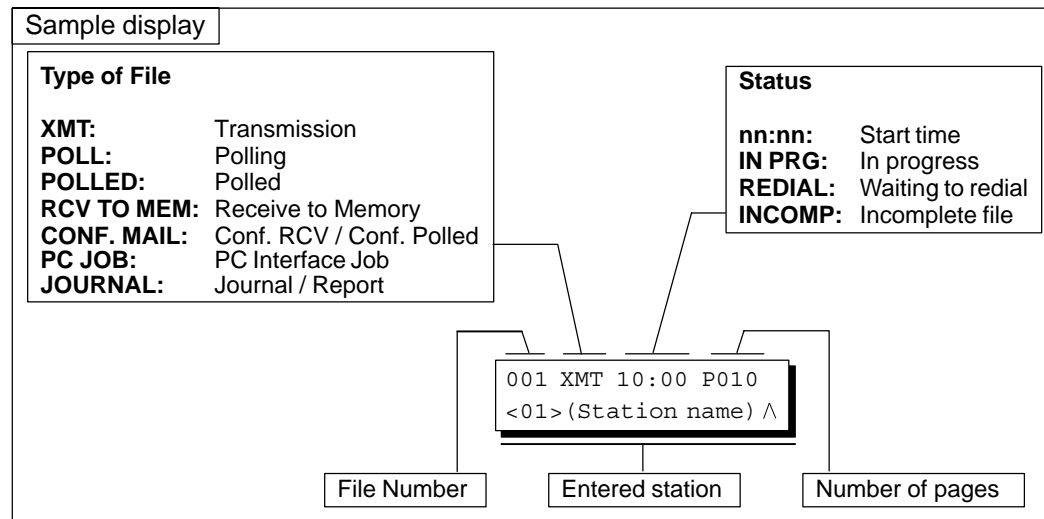 Sample display
Type of File
XMT: Transmission
POLL: Polling
POLLED: Polled
RCV TO MEM: Receive to Memory
CONF. MAIL: Conf. RCV / Conf. Polled
PC JOB: PC Interface Job
JOURNAL: Journal / Report
Status
nn:nn: Start time
IN PRG: In progress
REDIAL: Waiting to redial
INCOMP: Incomplete file
001 XMT 10:00 P010
<01>(Station name) ∧
File Number
Entered station
Number of pages